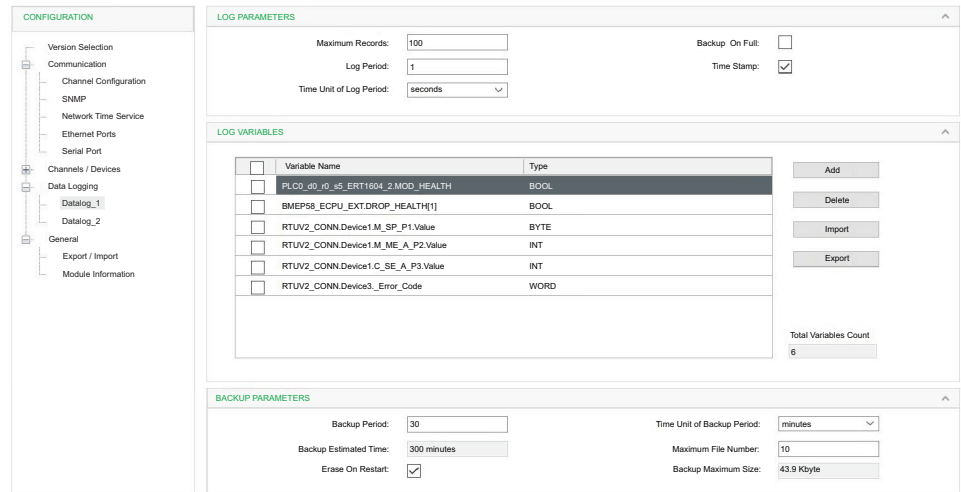 CONFIGURATION
Version Selection
Communication
Channel Configuration
SNMP
Network Time Service
Ethernet Ports
Serial Port
Channels / Devices
Data Logging
Datalog_1
Datalog_2
General
Export / Import
Module Information
LOG PARAMETERS
Maximum Records: 100
Backup On Full:
Log Period: 1
Time Stamp:
Time Unit of Log Period: seconds
LOG VARIABLES
Variable Name Type
PLC0_d0_r0_s5_ERT1604_2.MOD_HEALTH BOOL
BMEP58_ECPU_EXT.DROP_HEALTH[1] BOOL
RTUV2_CONN.Device1.M_SP_P1.Value BYTE
RTUV2_CONN.Device1.M_ME_A_P2.Value INT
RTUV2_CONN.Device1.C_SE_A_P3.Value INT
RTUV2_CONN.Device3._Error_Code WORD
Add
Delete
Import
Export
Total Variables Count
6
BACKUP PARAMETERS
Backup Period: 30
Time Unit of Backup Period: minutes
Backup Estimated Time: 300 minutes
Maximum File Number: 10
Erase On Restart:
Backup Maximum Size: 43.9 Kbyte